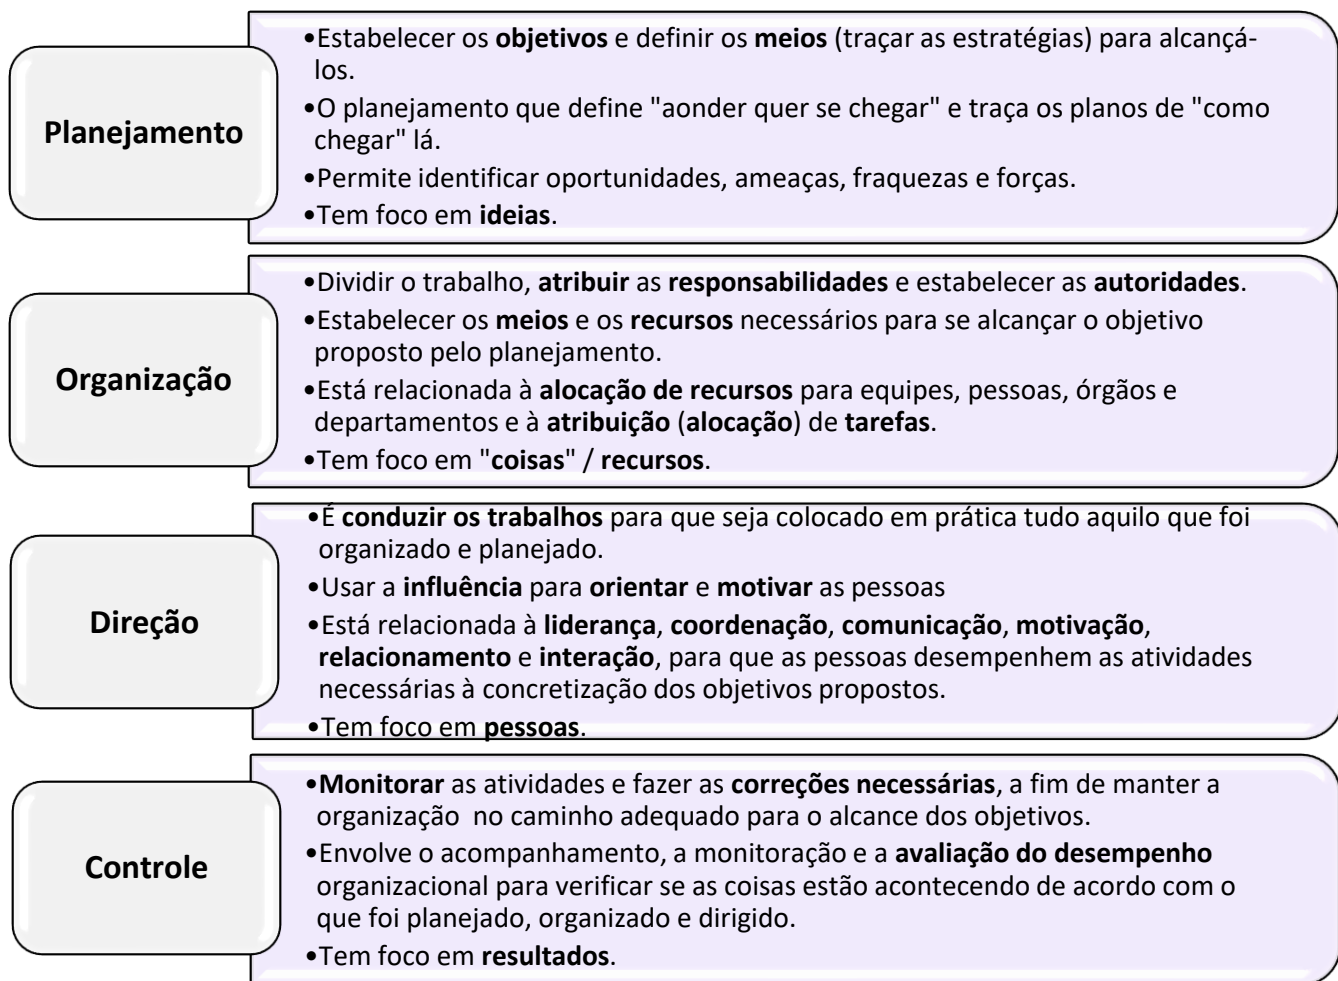 Planejamento
•Estabelecer os objetivos e definir os meios (traçar as estratégias) para alcançá-
los.
•O planejamento que define "aonder quer se chegar" e traça os planos de "como
chegar" lá.
•Permite identificar oportunidades, ameaças, fraquezas e forças.
•Tem foco em ideias.
Organização
•Dividir o trabalho, atribuir as responsabilidades e estabelecer as autoridades.
•Estabelecer os meios e os recursos necessários para se alcançar o objetivo
proposto pelo planejamento.
•Está relacionada à alocação de recursos para equipes, pessoas, órgãos e
departamentos e à atribuição (alocação) de tarefas.
•Tem foco em "coisas" / recursos.
Direção
•É conduzir os trabalhos para que seja colocado em prática tudo aquilo que foi
organizado e planejado.
•Usar a influência para orientar e motivar as pessoas
•Está relacionada à liderança, coordenação, comunicação, motivação,
relacionamento e interação, para que as pessoas desempenhem as atividades
necessárias à concretização dos objetivos propostos.
•Tem foco em pessoas.
Controle
•Monitorar as atividades e fazer as correções necessárias, a fim de manter a
organização no caminho adequado para o alcance dos objetivos.
•Envolve o acompanhamento, a monitoração e a avaliação do desempenho
organizacional para verificar se as coisas estão acontecendo de acordo com o
que foi planejado, organizado e dirigido.
•Tem foco em resultados.